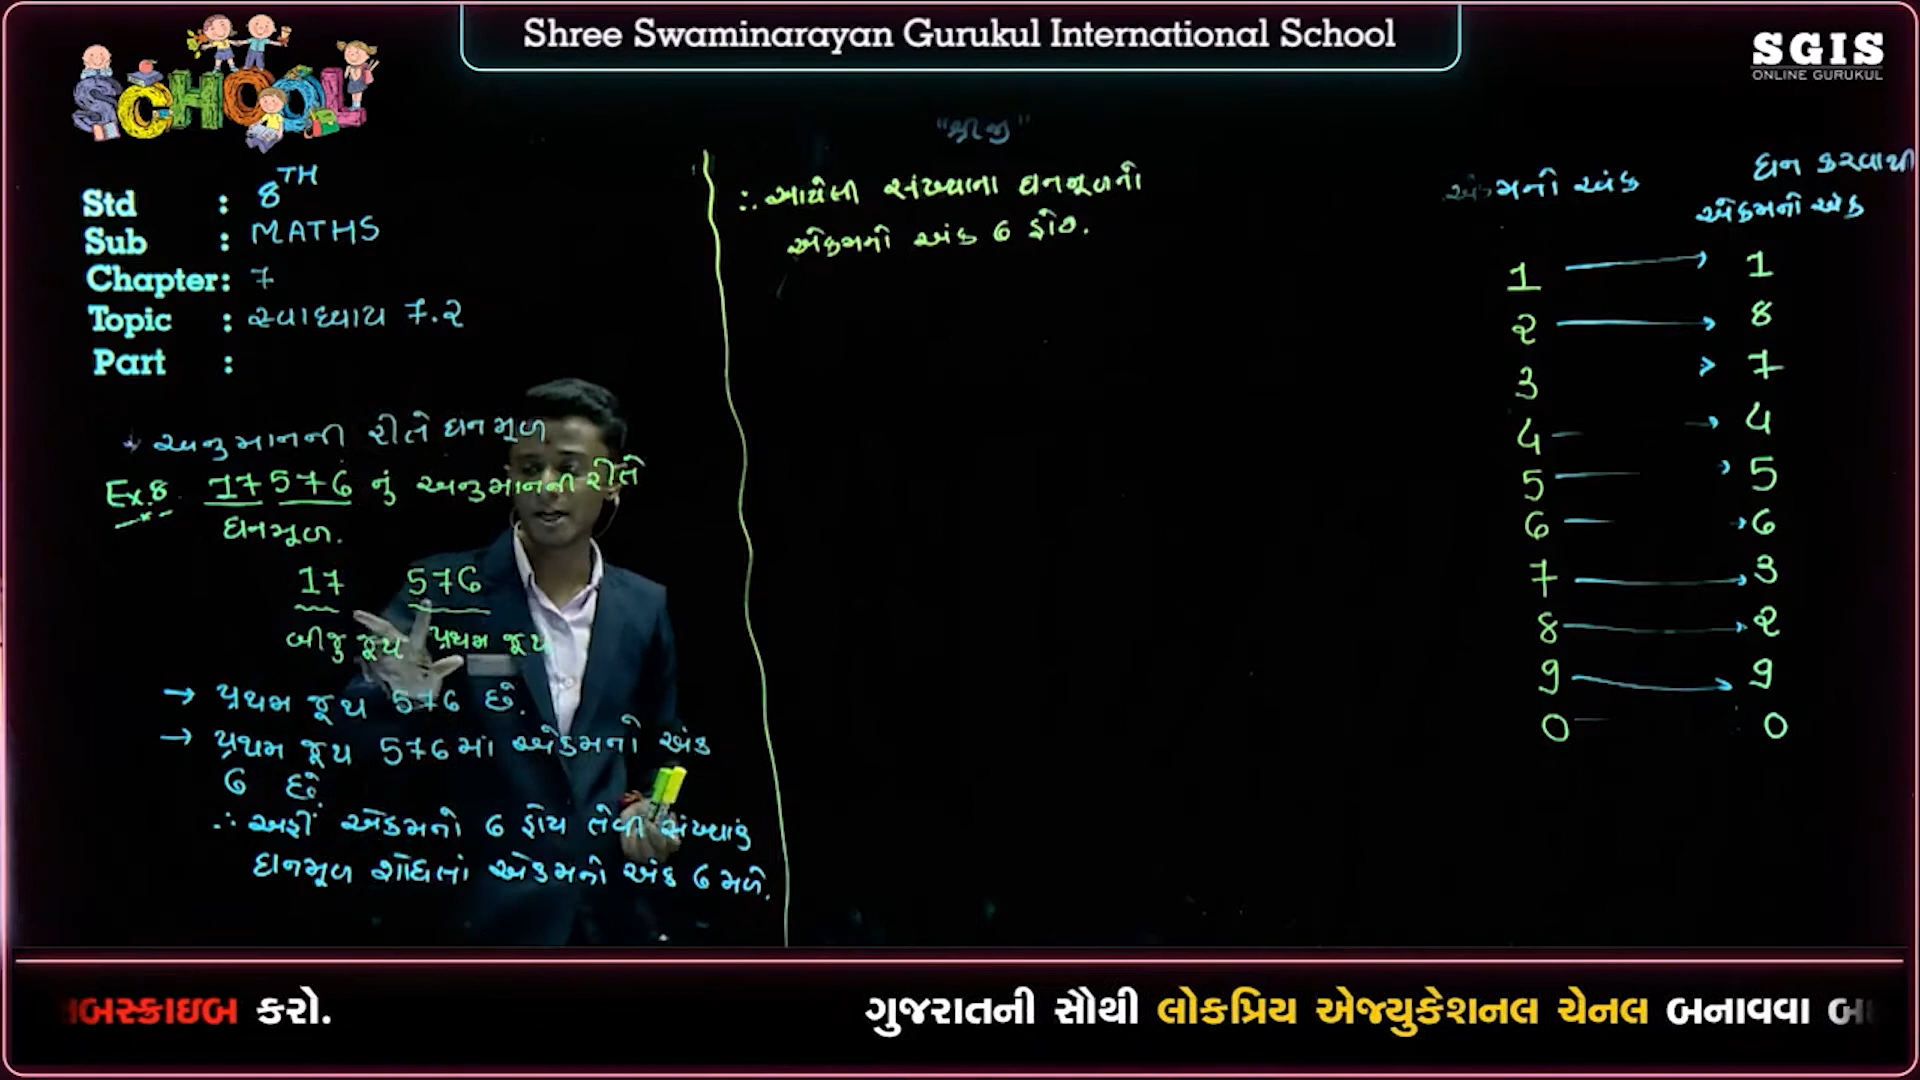 Shree Swaminarayan Gurukul International School
SCHOOL
SGIS
ONLINE GURUKUL
"શ્રીજી"
Std : 8TH
Sub : MATHS
Chapter: 7
Topic : સ્વાધ્યાય 7.2
Part :
* અનુમાનની રીતે ઘનમૂળ
Ex.8 17576 નું અનુમાનની રીતે
ઘનમૂળ.
17 576
બીજુ જૂથ પ્રથમ જૂથ
→ પ્રથમ જૂથ 576 છે.
→ પ્રથમ જૂથ 576માં એકમનો અંક
6 છે.
∴ અહીં એકમનો 6 હોય તેવી સંખ્યાનું
ઘનમૂળ શોધતાં એકમનો અંક 6 મળે.
∴ આપેલી સંખ્યાના ઘનમૂળનો
એકમનો અંક 6 હોય.
એકમનો અંક ઘન કરવાથી
એકમનો અંક
1 → 1
2 → 8
3 → 7
4 → 4
5 → 5
6 → 6
7 → 3
8 → 2
9 → 9
0 0
સબસ્ક્રાઇબ કરો. ગુજરાતની સૌથી લોકપ્રિય એજ્યુકેશનલ ચેનલ બનાવવા